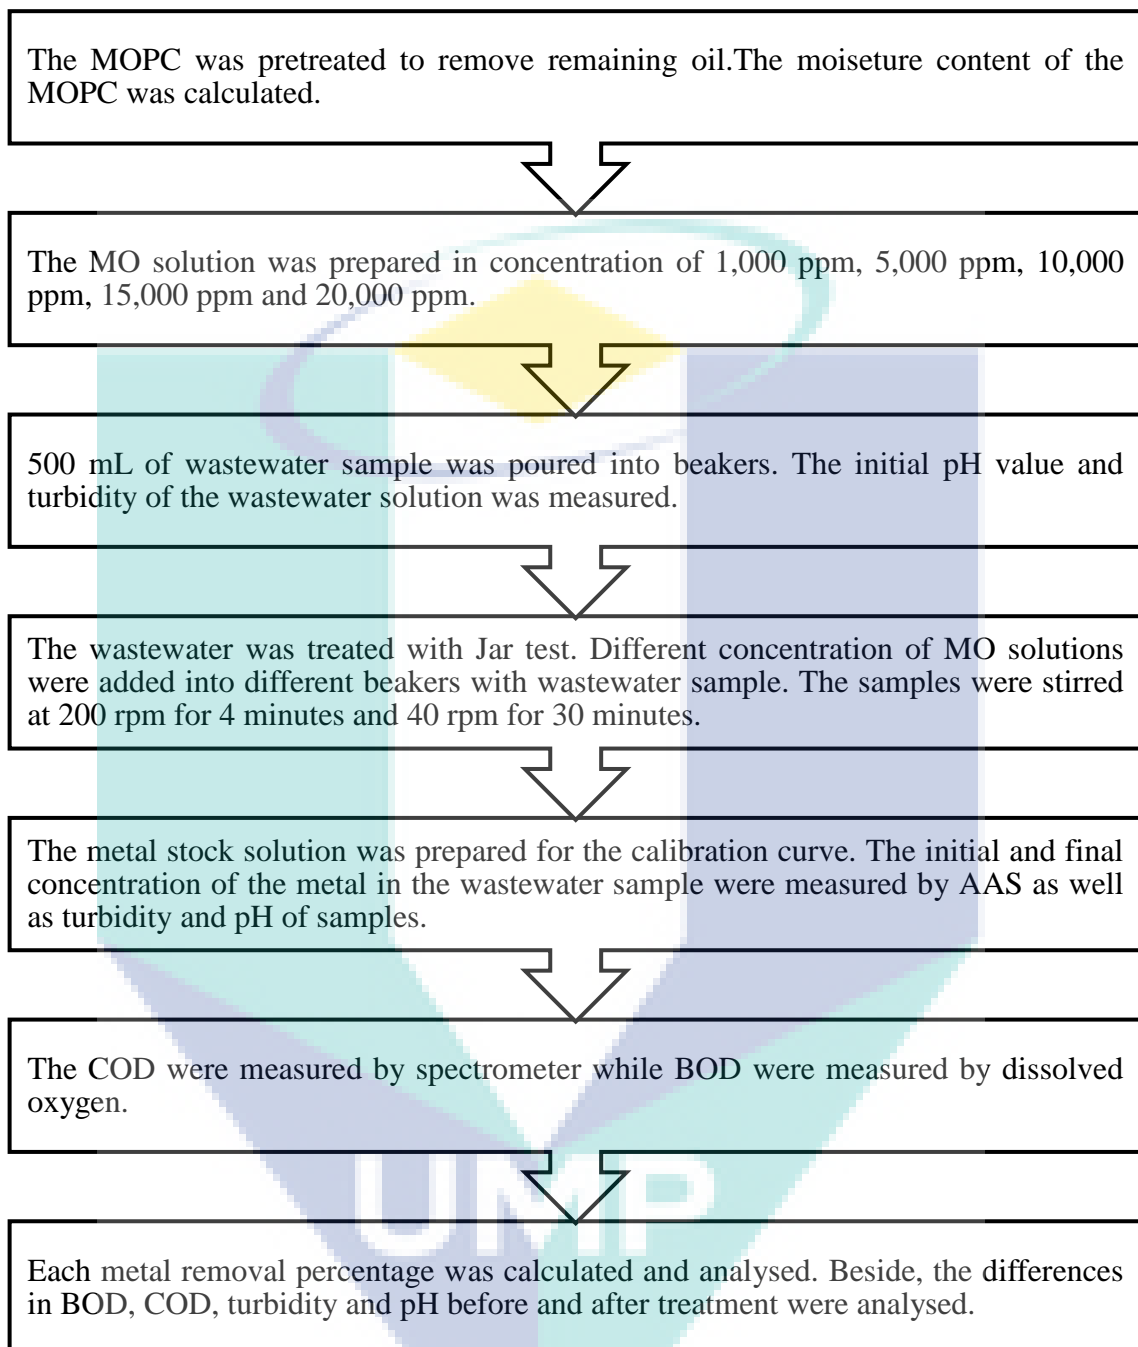 The MOPC was pretreated to remove remaining oil.The moiseture content of the
MOPC was calculated.
The MO solution was prepared in concentration of 1,000 ppm, 5,000 ppm, 10,000
ppm, 15,000 ppm and 20,000 ppm.
500 mL of wastewater sample was poured into beakers. The initial pH value and
turbidity of the wastewater solution was measured.
The wastewater was treated with Jar test. Different concentration of MO solutions
were added into different beakers with wastewater sample. The samples were stirred
at 200 rpm for 4 minutes and 40 rpm for 30 minutes.
The metal stock solution was prepared for the calibration curve. The initial and final
concentration of the metal in the wastewater sample were measured by AAS as well
as turbidity and pH of samples.
The COD were measured by spectrometer while BOD were measured by dissolved
oxygen.
UMP
Each metal removal percentage was calculated and analysed. Beside, the differences
in BOD, COD, turbidity and pH before and after treatment were analysed.